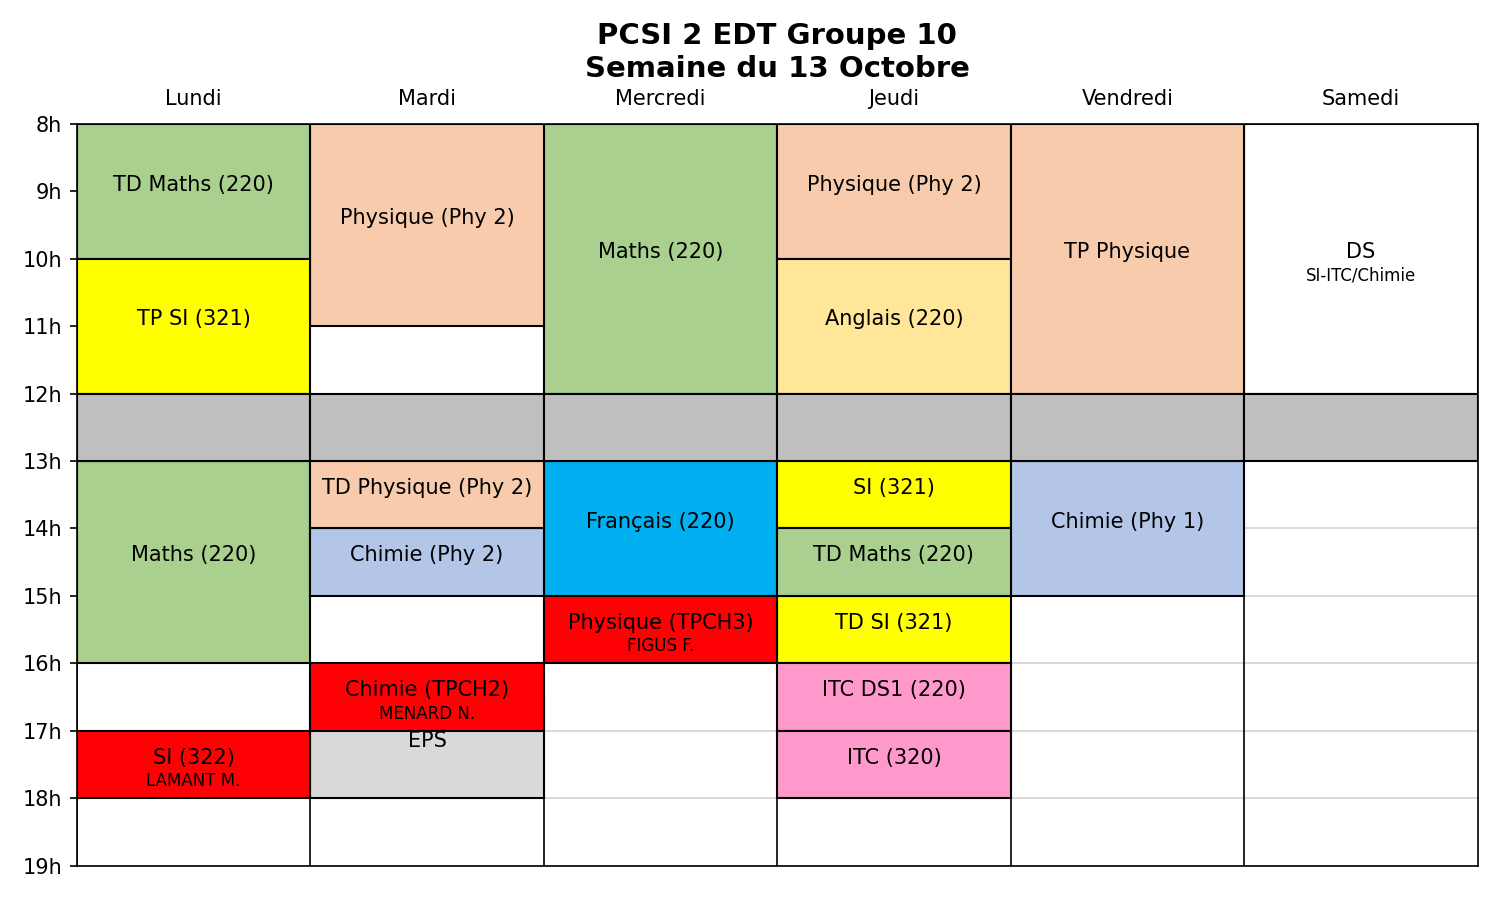 PCSI 2 EDT Groupe 10
Semaine du 13 Octobre
Lundi Mardi Mercredi Jeudi Vendredi Samedi
8h
TD Maths (220) Physique (Phy 2)
9h
Physique (Phy 2)
Maths (220) TP Physique DS
10h
SI-ITC/Chimie
TP SI (321) Anglais (220)
11h
12h
13h
TD Physique (Phy 2) SI (321)
Français (220) Chimie (Phy 1)
14h
Maths (220) Chimie (Phy 2) TD Maths (220)
15h
Physique (TPCH3) TD SI (321)
FIGUS F.
16h
Chimie (TPCH2) ITC DS1 (220)
MENARD N.
17h
EPS
SI (322) ITC (320)
LAMANT M.
18h
19h